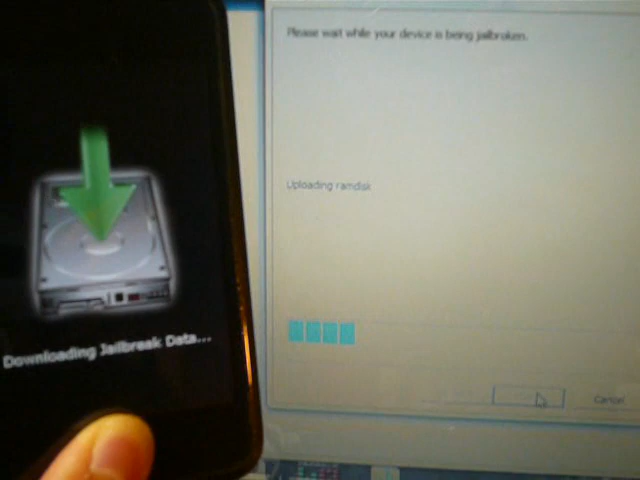 Please wait while your device is being jailbroken.
Uploading ramdisk
Downloading Jailbreak Data...
Cancel